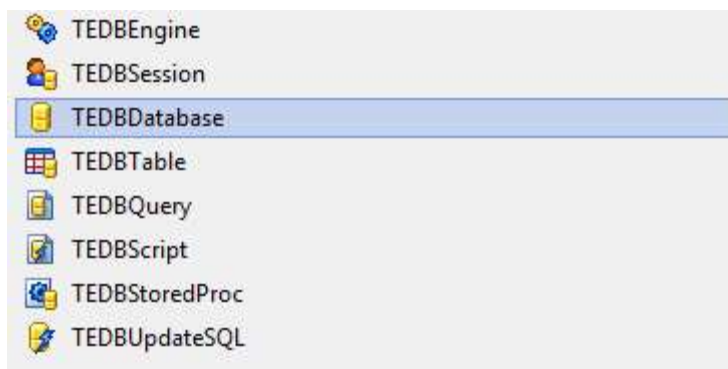 TEDBEngine
TEDBSession
TEDBDatabase
TEDBTable
TEDBQuery
TEDBScript
TEDBStoredProc
TEDBUpdateSQL